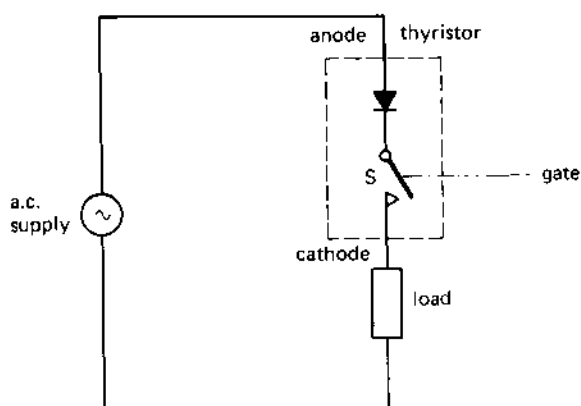 anode thyristor
S
gate
a.c.
supply
cathode
load